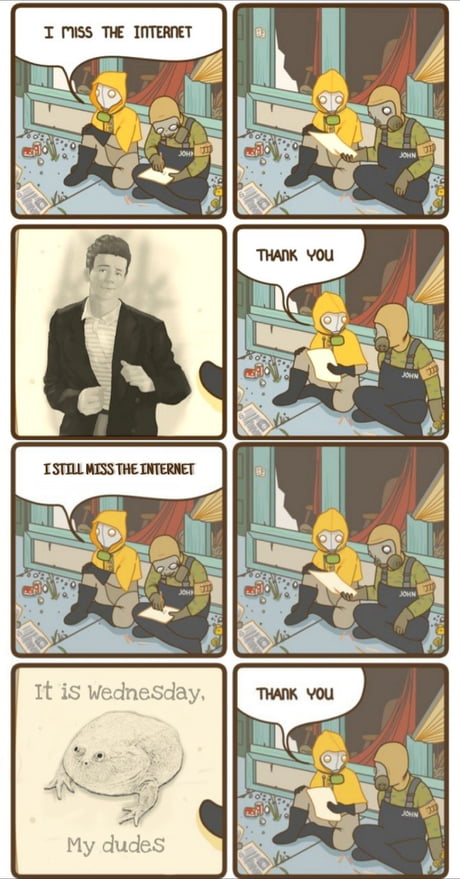 I MISS THE INTERNET
JOHN
JOHN
THANK YOU
JOHN
I STILL MISS THE INTERNET
JOHN
JOHN
It is Wednesday,
My dudes
THANK YOU
JOHN